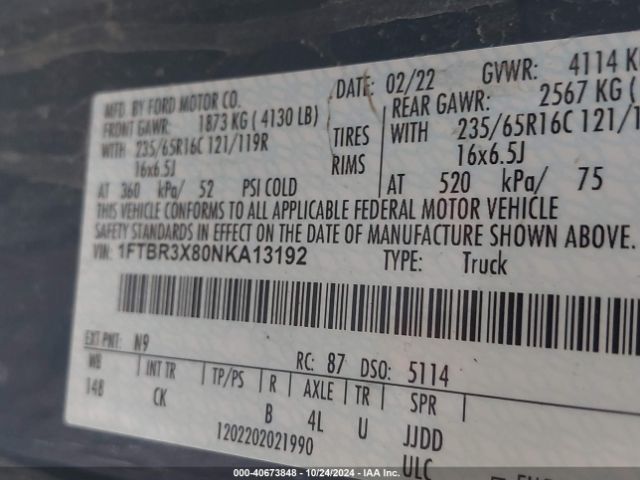 MFD. BY FORD MOTOR CO.
DATE: 02/22 GVWR: 4114 KG
FRONT GAWR: 1873 KG ( 4130 LB)
REAR GAWR: 2567 KG (
WITH 235/65R16C 121/119R TIRES WITH 235/65R16C 121/119
16x6.5J RIMS 16x6.5J
AT 360 kPa/ 52 PSI COLD AT 520 kPa/ 75
THIS VEHICLE CONFORMS TO ALL APPLICABLE FEDERAL MOTOR VEHICLE
SAFETY STANDARDS IN EFFECT ON THE DATE OF MANUFACTURE SHOWN ABOVE.
VIN: 1FTBR3X80NKA13192 TYPE: Truck
EXT PNT: N9 RC: 87 DSO: 5114
WB INT TR TP/PS R AXLE TR SPR
148 CK B 4L U JJDD
1202202021990 ULC
000-40673848 - 10/24/2024 - IAA Inc.